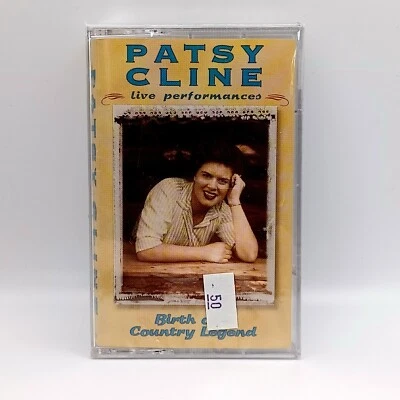 PATSY
CLINE
live performances
.50
Birth
Country Legend